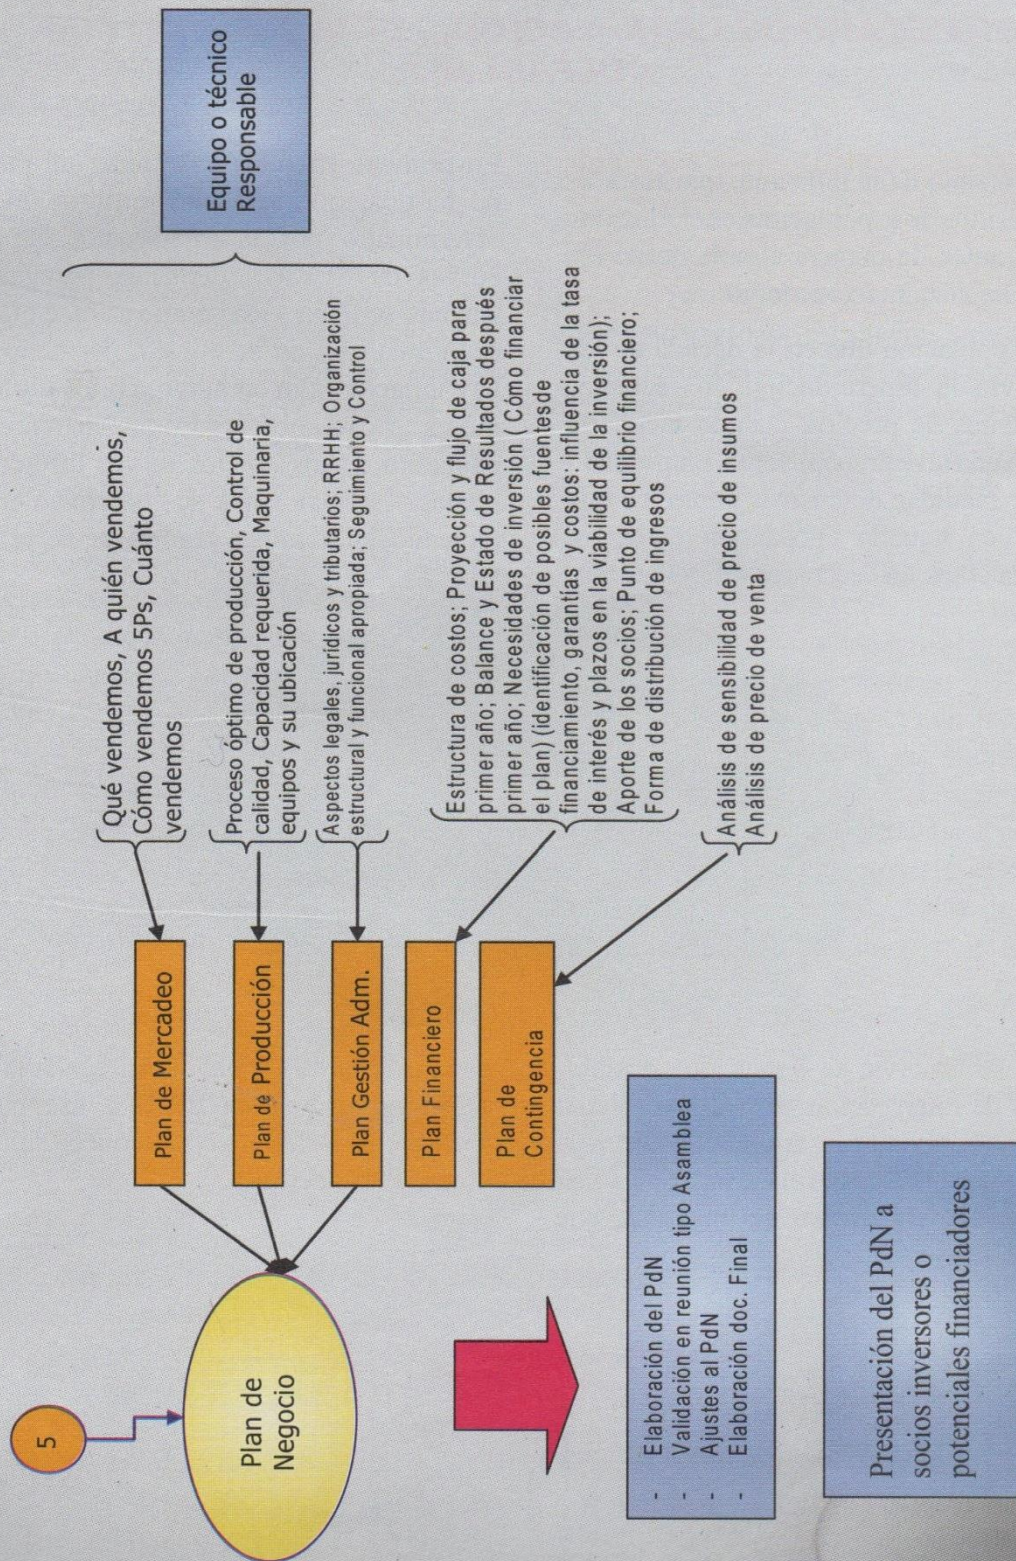 5
Plan de
Negocio
Plan de Mercadeo
Qué vendemos, A quién vendemos,
Cómo vendemos 5Ps, Cuánto
vendemos
Plan de Producción
Proceso óptimo de producción, Control de
calidad, Capacidad requerida, Maquinaria,
equipos y su ubicación
Plan Gestión Adm.
Aspectos legales, jurídicos y tributarios; RRHH; Organización
estructural y funcional apropiada; Seguimiento y Control
Equipo o técnico
Responsable
Plan Financiero
Estructura de costos; Proyección y flujo de caja para
primer año; Balance y Estado de Resultados después
primer año; Necesidades de inversión ( Cómo financiar
el plan) (identificación de posibles fuentesde
financiamiento, garantías y costos: influencia de la tasa
de interés y plazos en la viabilidad de la inversión);
Aporte de los socios; Punto de equilibrio financiero;
Forma de distribución de ingresos
Plan de
Contingencia
Análisis de sensibilidad de precio de insumos
Análisis de precio de venta
- Elaboración del PdN
- Validación en reunión tipo Asamblea
- Ajustes al PdN
- Elaboración doc. Final
Presentación del PdN a
socios inversores o
potenciales financiadores